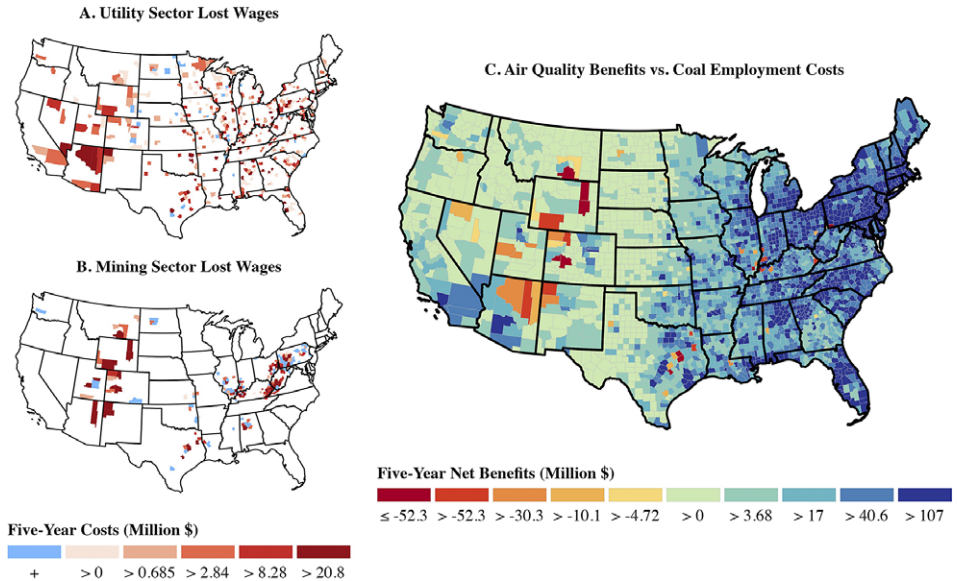 A. Utility Sector Lost Wages
B. Mining Sector Lost Wages
Five-Year Costs (Million $)
+ > 0 > 0.685 > 2.84 > 8.28 > 20.8
C. Air Quality Benefits vs. Coal Employment Costs
Five-Year Net Benefits (Million $)
≤ -52.3 > -52.3 > -30.3 > -10.1 > -4.72 > 0 > 3.68 > 17 > 40.6 > 107